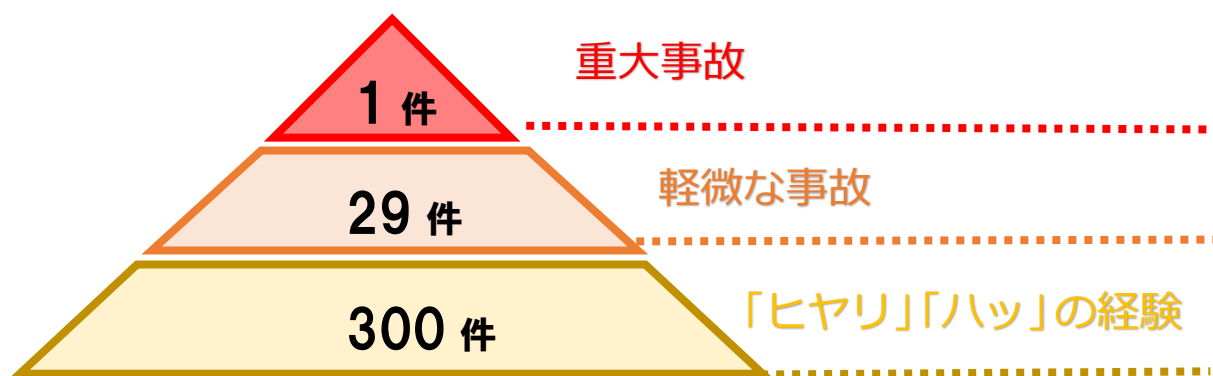 重大事故
1 件
軽微な事故
29 件
「ヒヤリ」「ハッ」の経験
300 件